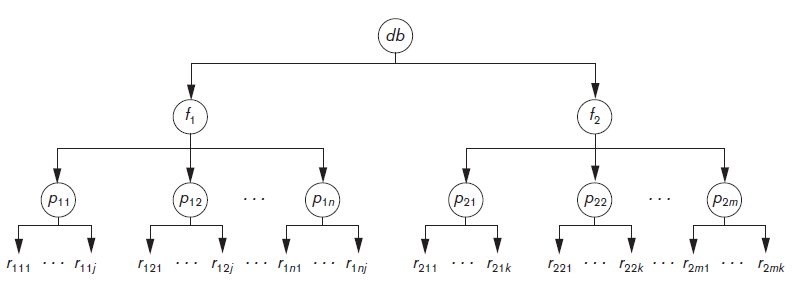 db
f₁ f₂
p₁₁ p₁₂ · · · p₁ₙ p₂₁ p₂₂ · · · p₂ₘ
r₁₁₁ · · · r₁₁ⱼ r₁₂₁ · · · r₁₂ⱼ · · · r₁ₙ₁ · · · r₁ₙⱼ r₂₁₁ · · · r₂₁ₖ r₂₂₁ · · · r₂₂ₖ · · · r₂ₘ₁ · · · r₂ₘₖ